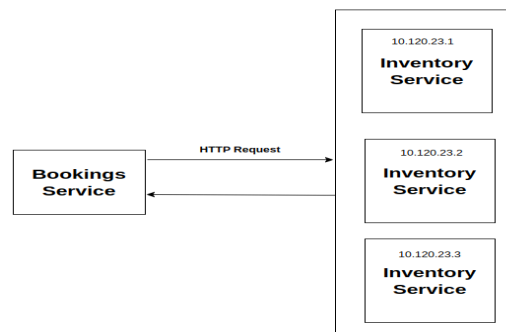 10.120.23.1
Inventory
Service
HTTP Request
Bookings
Service
10.120.23.2
Inventory
Service
10.120.23.3
Inventory
Service